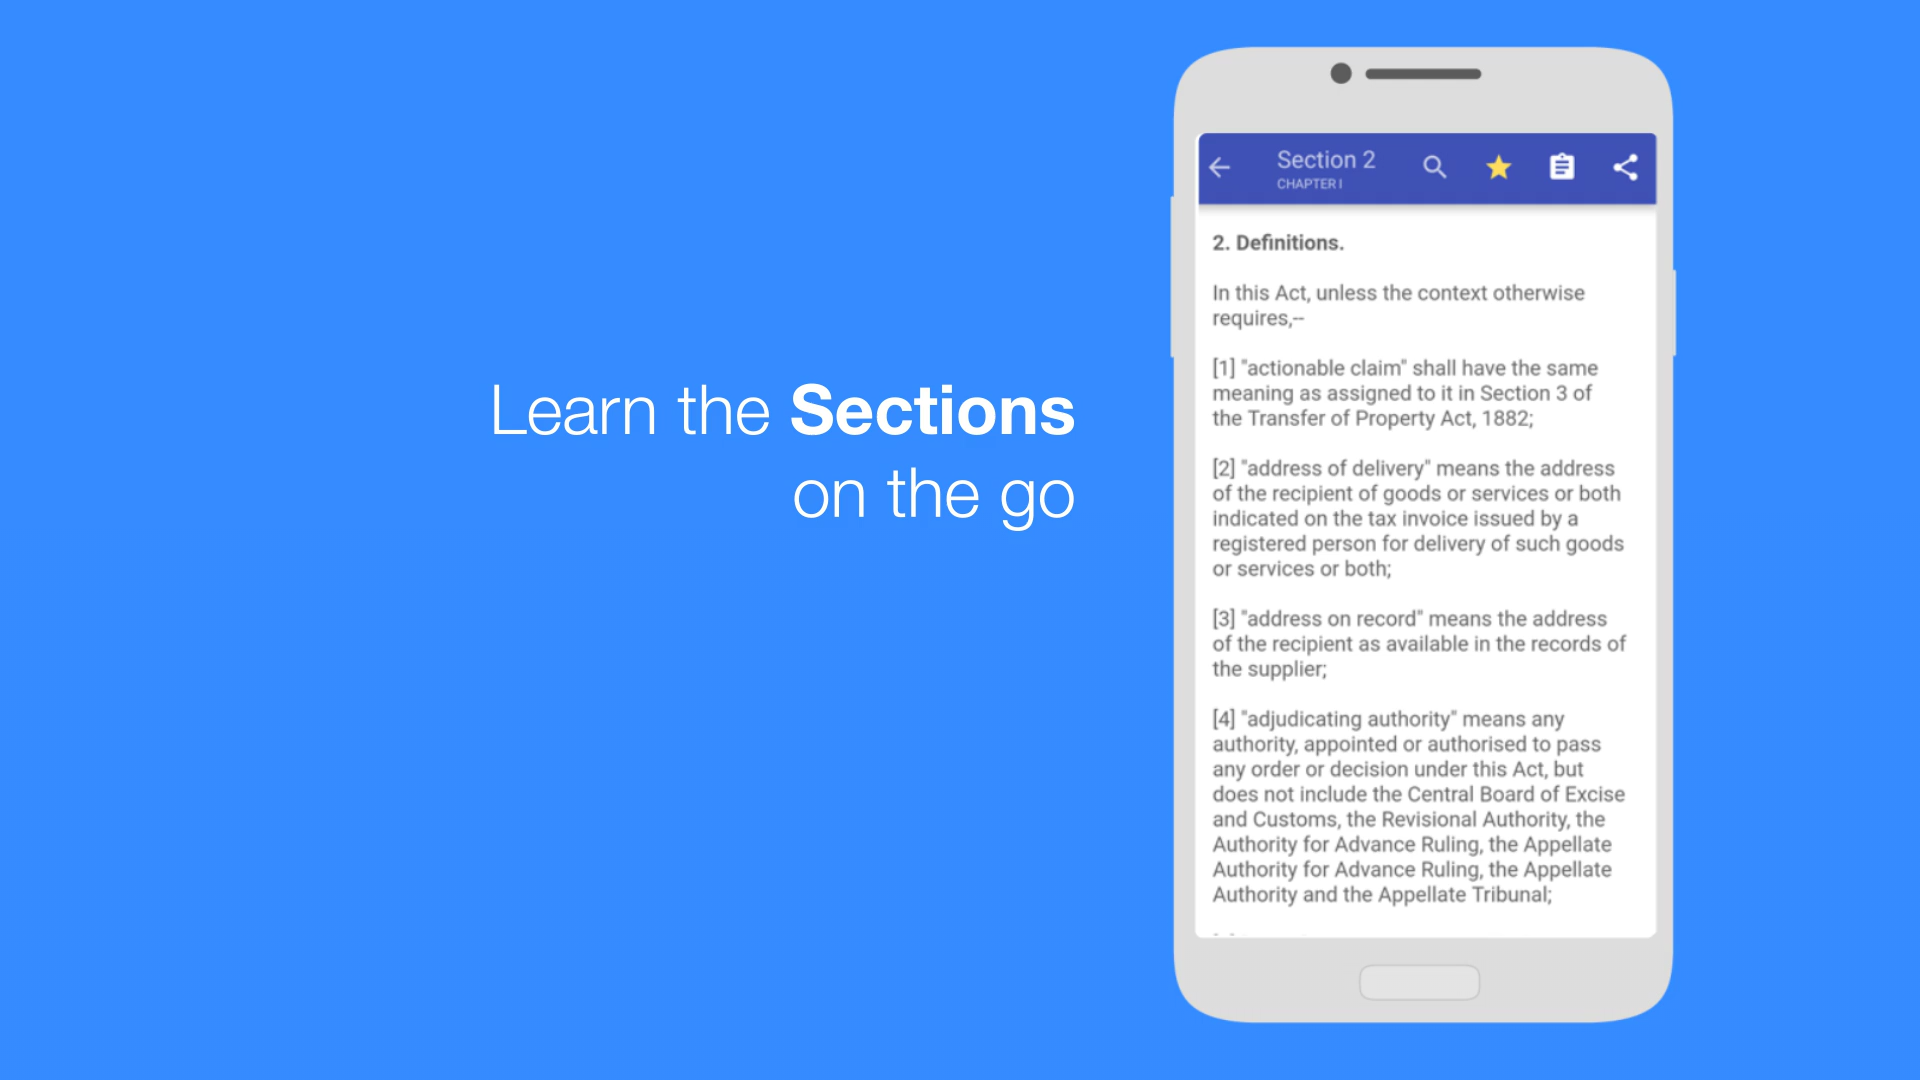 Learn the Sections
on the go
Section 2
CHAPTER I
2. Definitions.
In this Act, unless the context otherwise
requires,--
[1] "actionable claim" shall have the same
meaning as assigned to it in Section 3 of
the Transfer of Property Act, 1882;
[2] "address of delivery" means the address
of the recipient of goods or services or both
indicated on the tax invoice issued by a
registered person for delivery of such goods
or services or both;
[3] "address on record" means the address
of the recipient as available in the records of
the supplier;
[4] "adjudicating authority" means any
authority, appointed or authorised to pass
any order or decision under this Act, but
does not include the Central Board of Excise
and Customs, the Revisional Authority, the
Authority for Advance Ruling, the Appellate
Authority for Advance Ruling, the Appellate
Authority and the Appellate Tribunal;